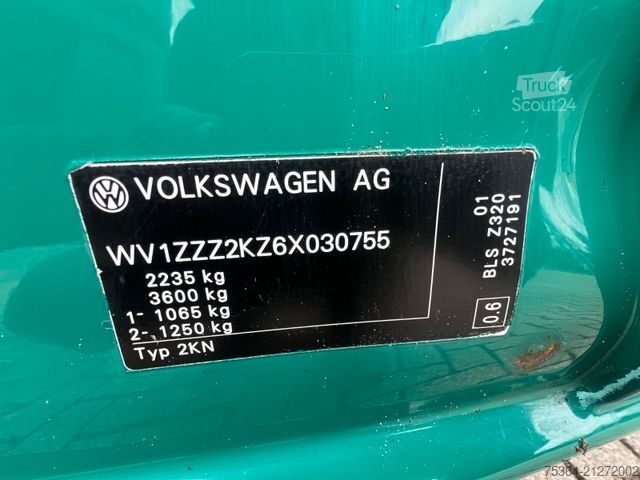 Truck
Scout24
VOLKSWAGEN AG
WV1ZZZ2KZ6X030755
2235 kg
3600 kg
1- 1065 kg
2- 1250 kg
Typ 2KN
01
BLS Z320
3727191
0.6
75364-21272002